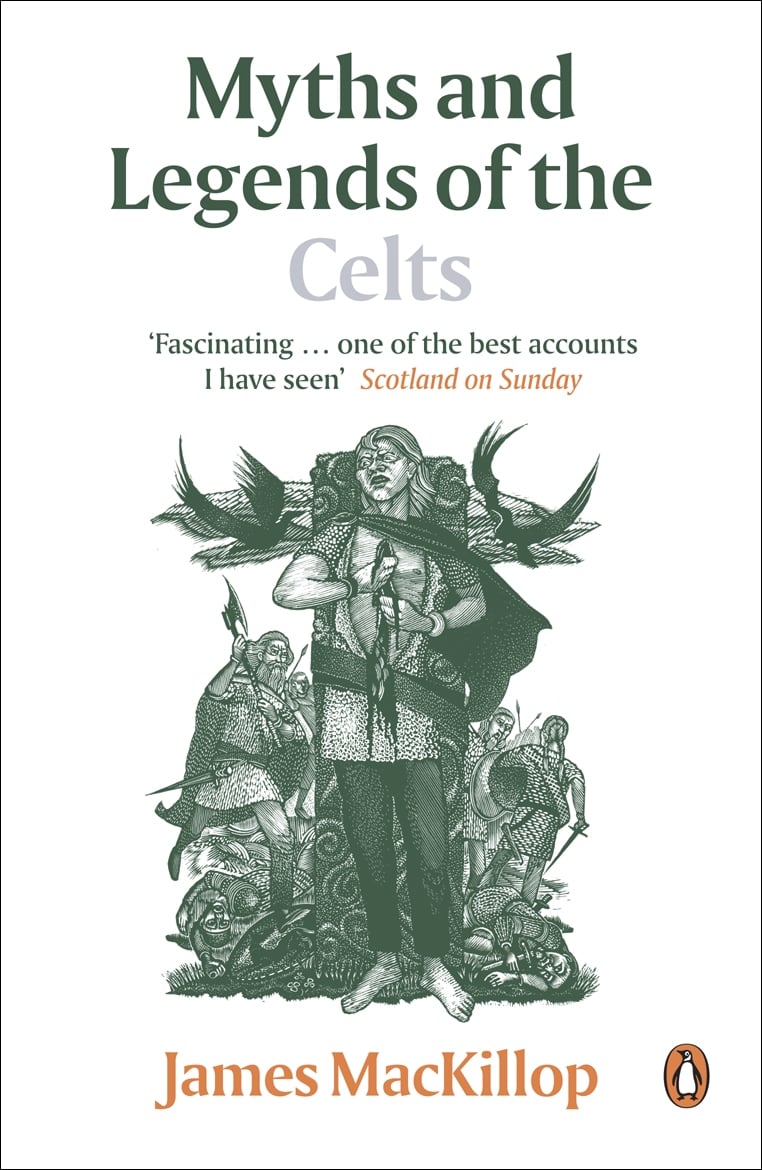 Myths and
Legends of the
Celts
‘Fascinating … one of the best accounts
I have seen’ Scotland on Sunday
James MacKillop